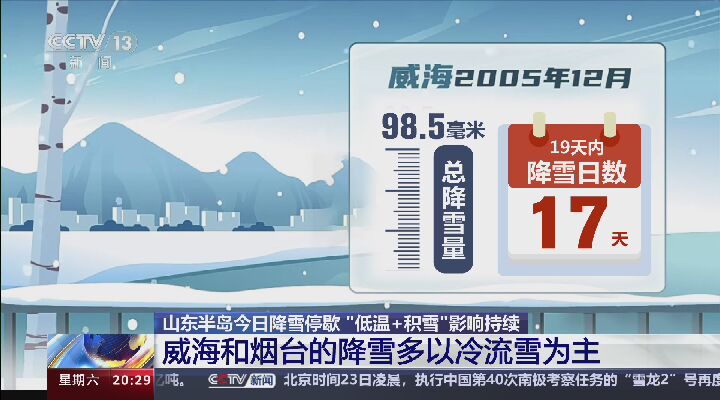 CCTV 13
新闻
威海2005年12月
98.5毫米
总降雪量
19天内
降雪日数
17天
山东半岛今日降雪停歇 "低温+积雪"影响持续
威海和烟台的降雪多以冷流雪为主
星期六 20:29 亿吨。 CCTV 新闻 北京时间23日凌晨，执行中国第40次南极考察任务的“雪龙2”号再度